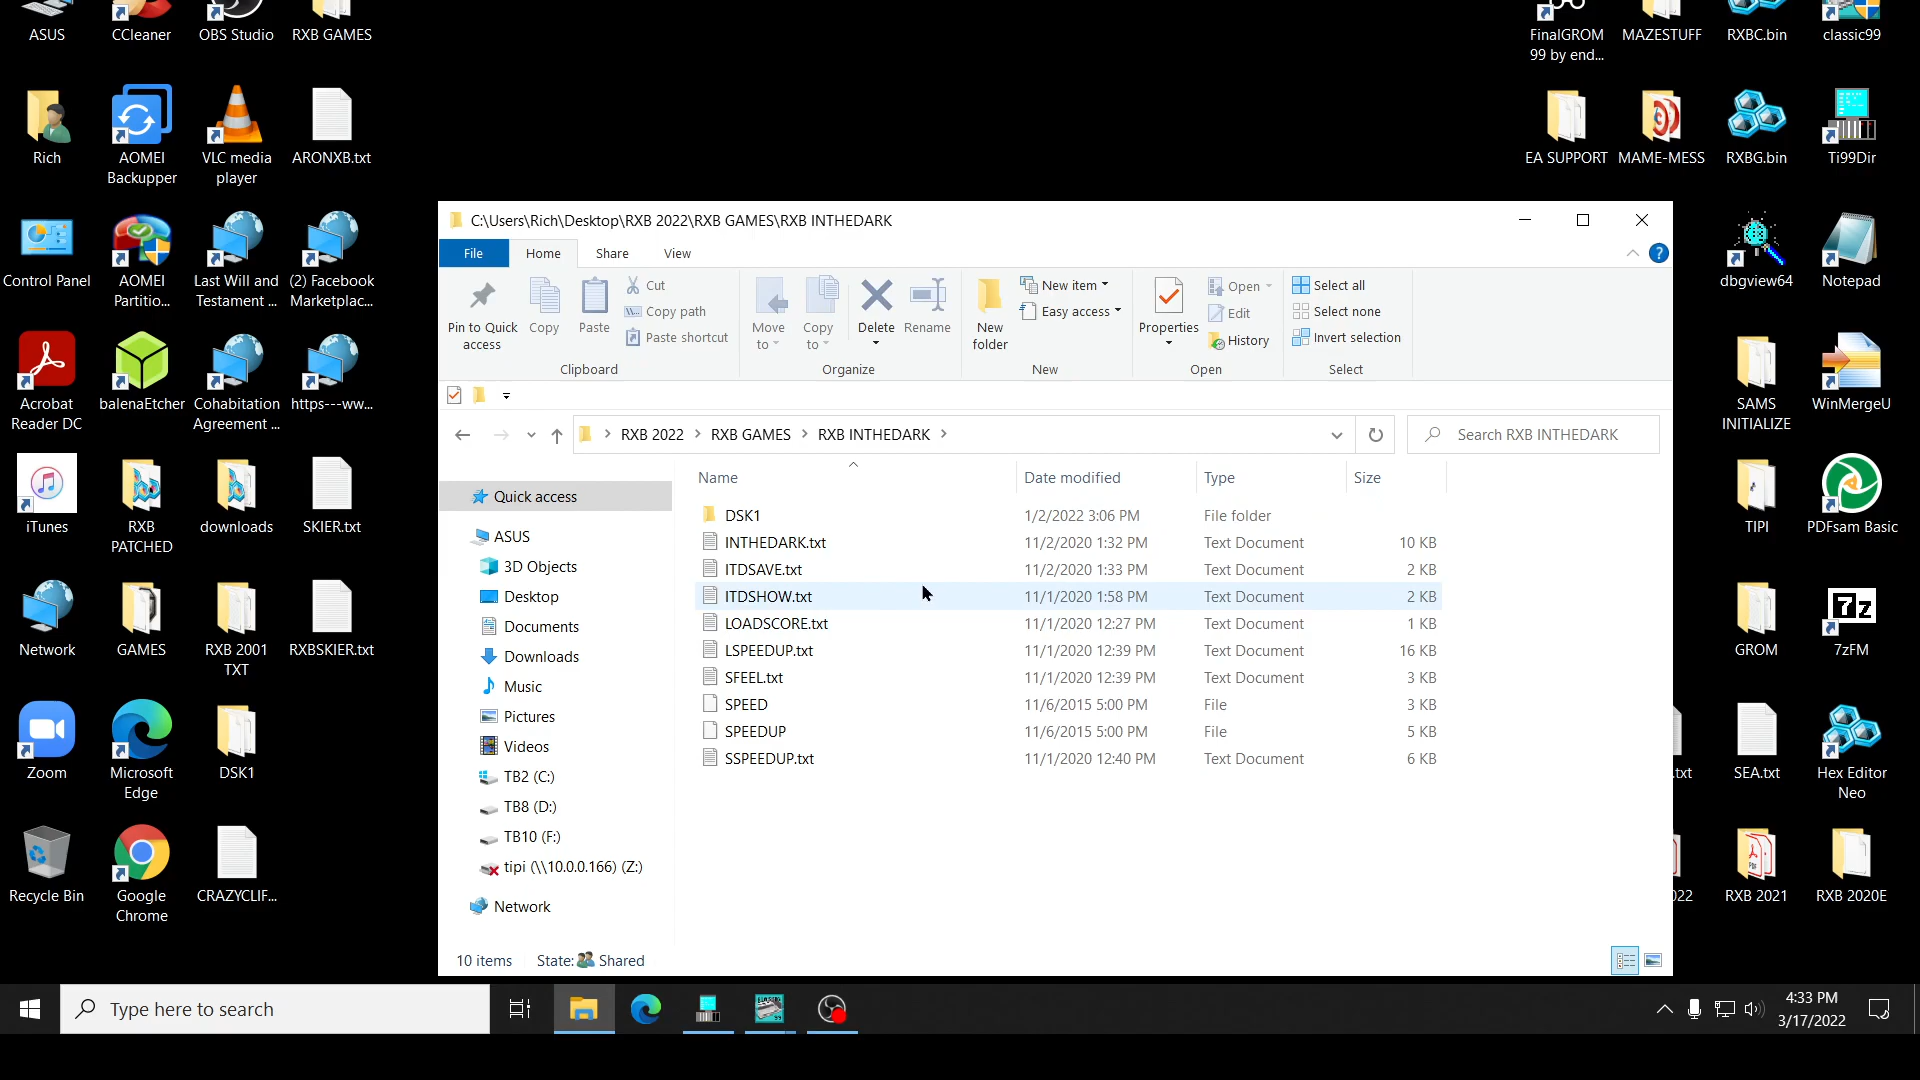 ASUS
CCleaner
OBS Studio
RXB GAMES
FinalGROM
99 by end...
MAZESTUFF
RXBC.bin
classic99
Rich
AOMEI
Backupper
VLC media
player
ARONXB.txt
EA SUPPORT
MAME-MESS
RXBG.bin
Ti99Dir
Control Panel
AOMEI
Partitio...
Last Will and
Testament ...
(2) Facebook
Marketplac...
dbgview64
Notepad
Acrobat
Reader DC
balenaEtcher
Cohabitation
Agreement ...
https---ww...
SAMS
INITIALIZE
WinMergeU
iTunes
RXB
PATCHED
downloads
SKIER.txt
TIPI
PDFsam Basic
Network
GAMES
RXB 2001
TXT
RXBSKIER.txt
GROM
7zFM
Zoom
Microsoft
Edge
DSK1
.txt
SEA.txt
Hex Editor
Neo
Recycle Bin
Google
Chrome
CRAZYCLIF...
022
RXB 2021
RXB 2020E
C:\Users\Rich\Desktop\RXB 2022\RXB GAMES\RXB INTHEDARK
File Home Share View
Pin to Quick
access
Copy
Paste
Cut
Copy path
Paste shortcut
Clipboard
Move
to
Copy
to
Delete
Rename
Organize
New
folder
New item
Easy access
New
Properties
Open
Edit
History
Open
Select all
Select none
Invert selection
Select
RXB 2022 > RXB GAMES > RXB INTHEDARK >
Search RXB INTHEDARK
Quick access
ASUS
3D Objects
Desktop
Documents
Downloads
Music
Pictures
Videos
TB2 (C:)
TB8 (D:)
TB10 (F:)
tipi (\\10.0.0.166) (Z:)
Network
Name Date modified Type Size
DSK1 1/2/2022 3:06 PM File folder
INTHEDARK.txt 11/2/2020 1:32 PM Text Document 10 KB
ITDSAVE.txt 11/2/2020 1:33 PM Text Document 2 KB
ITDSHOW.txt 11/1/2020 1:58 PM Text Document 2 KB
LOADSCORE.txt 11/1/2020 12:27 PM Text Document 1 KB
LSPEEDUP.txt 11/1/2020 12:39 PM Text Document 16 KB
SFEEL.txt 11/1/2020 12:39 PM Text Document 3 KB
SPEED 11/6/2015 5:00 PM File 3 KB
SPEEDUP 11/6/2015 5:00 PM File 5 KB
SSPEEDUP.txt 11/1/2020 12:40 PM Text Document 6 KB
10 items State: Shared
Type here to search
4:33 PM
3/17/2022